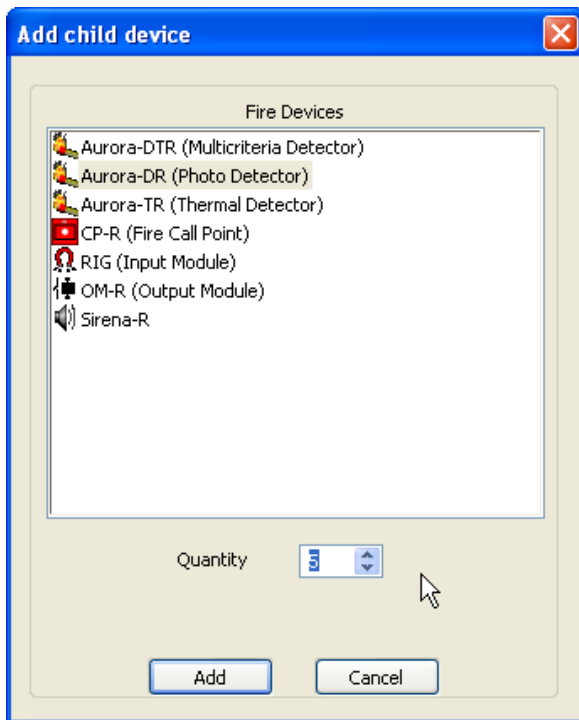 Add child device
Fire Devices
Aurora-DTR (Multicriteria Detector)
Aurora-DR (Photo Detector)
Aurora-TR (Thermal Detector)
CP-R (Fire Call Point)
RIG (Input Module)
OM-R (Output Module)
Sirena-R
Quantity 5
Add Cancel